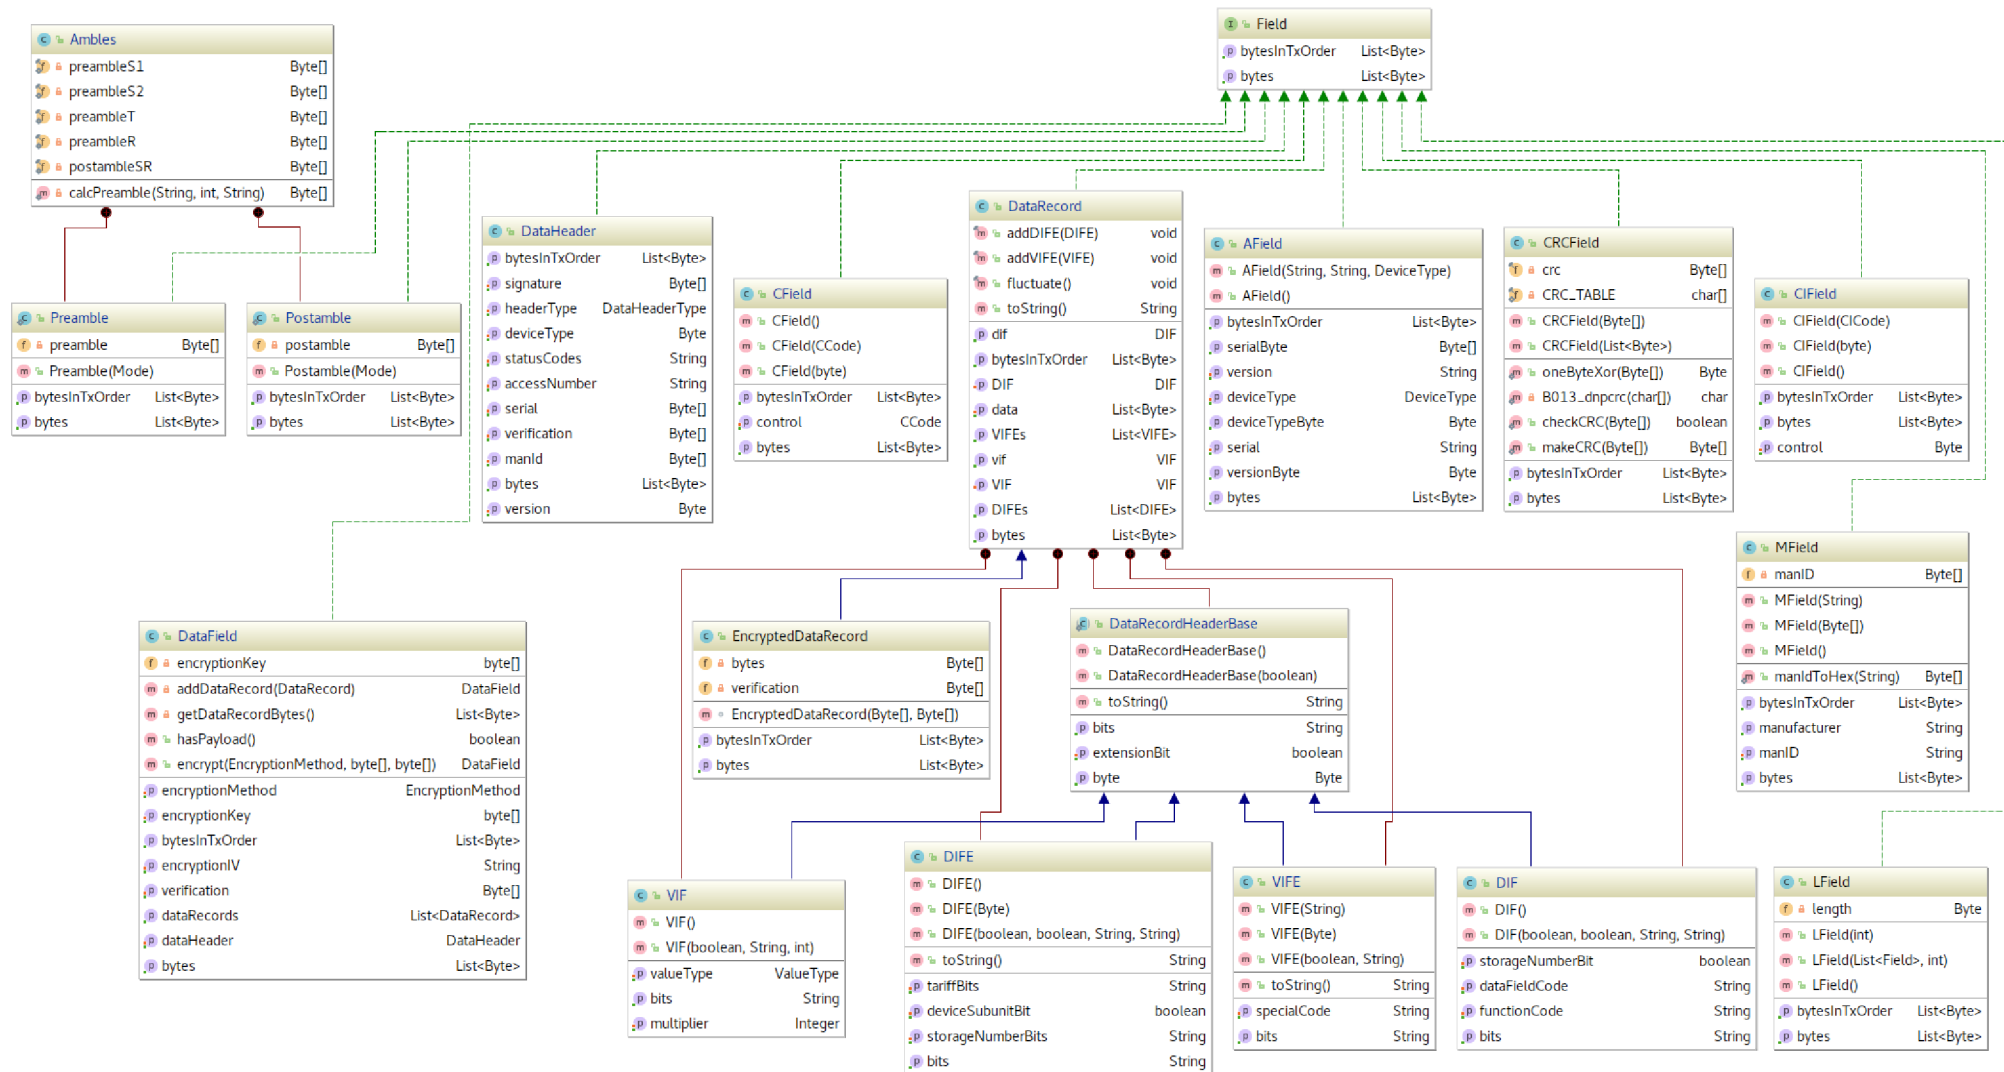 Ambles
preambleS1 Byte[]
preambleS2 Byte[]
preambleT Byte[]
preambleR Byte[]
postambleSR Byte[]
calcPreamble(String, int, String) Byte[]
Field
bytesInTxOrder List<Byte>
bytes List<Byte>
Preamble
preamble Byte[]
Preamble(Mode)
bytesInTxOrder List<Byte>
bytes List<Byte>
Postamble
postamble Byte[]
Postamble(Mode)
bytesInTxOrder List<Byte>
bytes List<Byte>
DataHeader
bytesInTxOrder List<Byte>
signature Byte[]
headerType DataHeaderType
deviceType Byte
statusCodes String
accessNumber String
serial Byte[]
verification Byte[]
manId Byte[]
bytes List<Byte>
version Byte
CField
CField()
CField(CCode)
CField(byte)
bytesInTxOrder List<Byte>
control CCode
bytes List<Byte>
DataRecord
addDIFE(DIFE) void
addVIFE(VIFE) void
fluctuate() void
toString() String
dif DIF
bytesInTxOrder List<Byte>
DIF DIF
data List<Byte>
VIFEs List<VIFE>
vif VIF
VIF VIF
DIFEs List<DIFE>
bytes List<Byte>
AField
AField(String, String, DeviceType)
AField()
bytesInTxOrder List<Byte>
serialByte Byte[]
version String
deviceType DeviceType
deviceTypeByte Byte
serial String
versionByte Byte
bytes List<Byte>
CRCField
crc Byte[]
CRC_TABLE char[]
CRCField(Byte[])
CRCField(List<Byte>)
oneByteXor(Byte[]) Byte
B013_dnpcrc(char[]) char
checkCRC(Byte[]) boolean
makeCRC(Byte[]) Byte[]
bytesInTxOrder List<Byte>
bytes List<Byte>
CIField
CIField(CICode)
CIField(byte)
CIField()
bytesInTxOrder List<Byte>
bytes List<Byte>
control Byte
MField
manID Byte[]
MField(String)
MField(Byte[])
MField()
manIdToHex(String) Byte[]
bytesInTxOrder List<Byte>
manufacturer String
manID String
bytes List<Byte>
DataField
encryptionKey byte[]
addDataRecord(DataRecord) DataField
getDataRecordBytes() List<Byte>
hasPayload() boolean
encrypt(EncryptionMethod, byte[], byte[]) DataField
encryptionMethod EncryptionMethod
encryptionKey byte[]
bytesInTxOrder List<Byte>
encryptionIV String
verification Byte[]
dataRecords List<DataRecord>
dataHeader DataHeader
bytes List<Byte>
EncryptedDataRecord
bytes Byte[]
verification Byte[]
EncryptedDataRecord(Byte[], Byte[])
bytesInTxOrder List<Byte>
bytes List<Byte>
DataRecordHeaderBase
DataRecordHeaderBase()
DataRecordHeaderBase(boolean)
toString() String
bits String
extensionBit boolean
byte Byte
VIF
VIF()
VIF(boolean, String, int)
valueType ValueType
bits String
multiplier Integer
DIFE
DIFE()
DIFE(Byte)
DIFE(boolean, boolean, String, String)
toString() String
tariffBits String
deviceSubunitBit boolean
storageNumberBits String
bits String
VIFE
VIFE(String)
VIFE(Byte)
VIFE(boolean, String)
toString() String
specialCode String
bits String
DIF
DIF()
DIF(boolean, boolean, String, String)
storageNumberBit boolean
dataFieldCode String
functionCode String
bits String
LField
length Byte
LField(int)
LField(List<Field>, int)
LField()
bytesInTxOrder List<Byte>
bytes List<Byte>